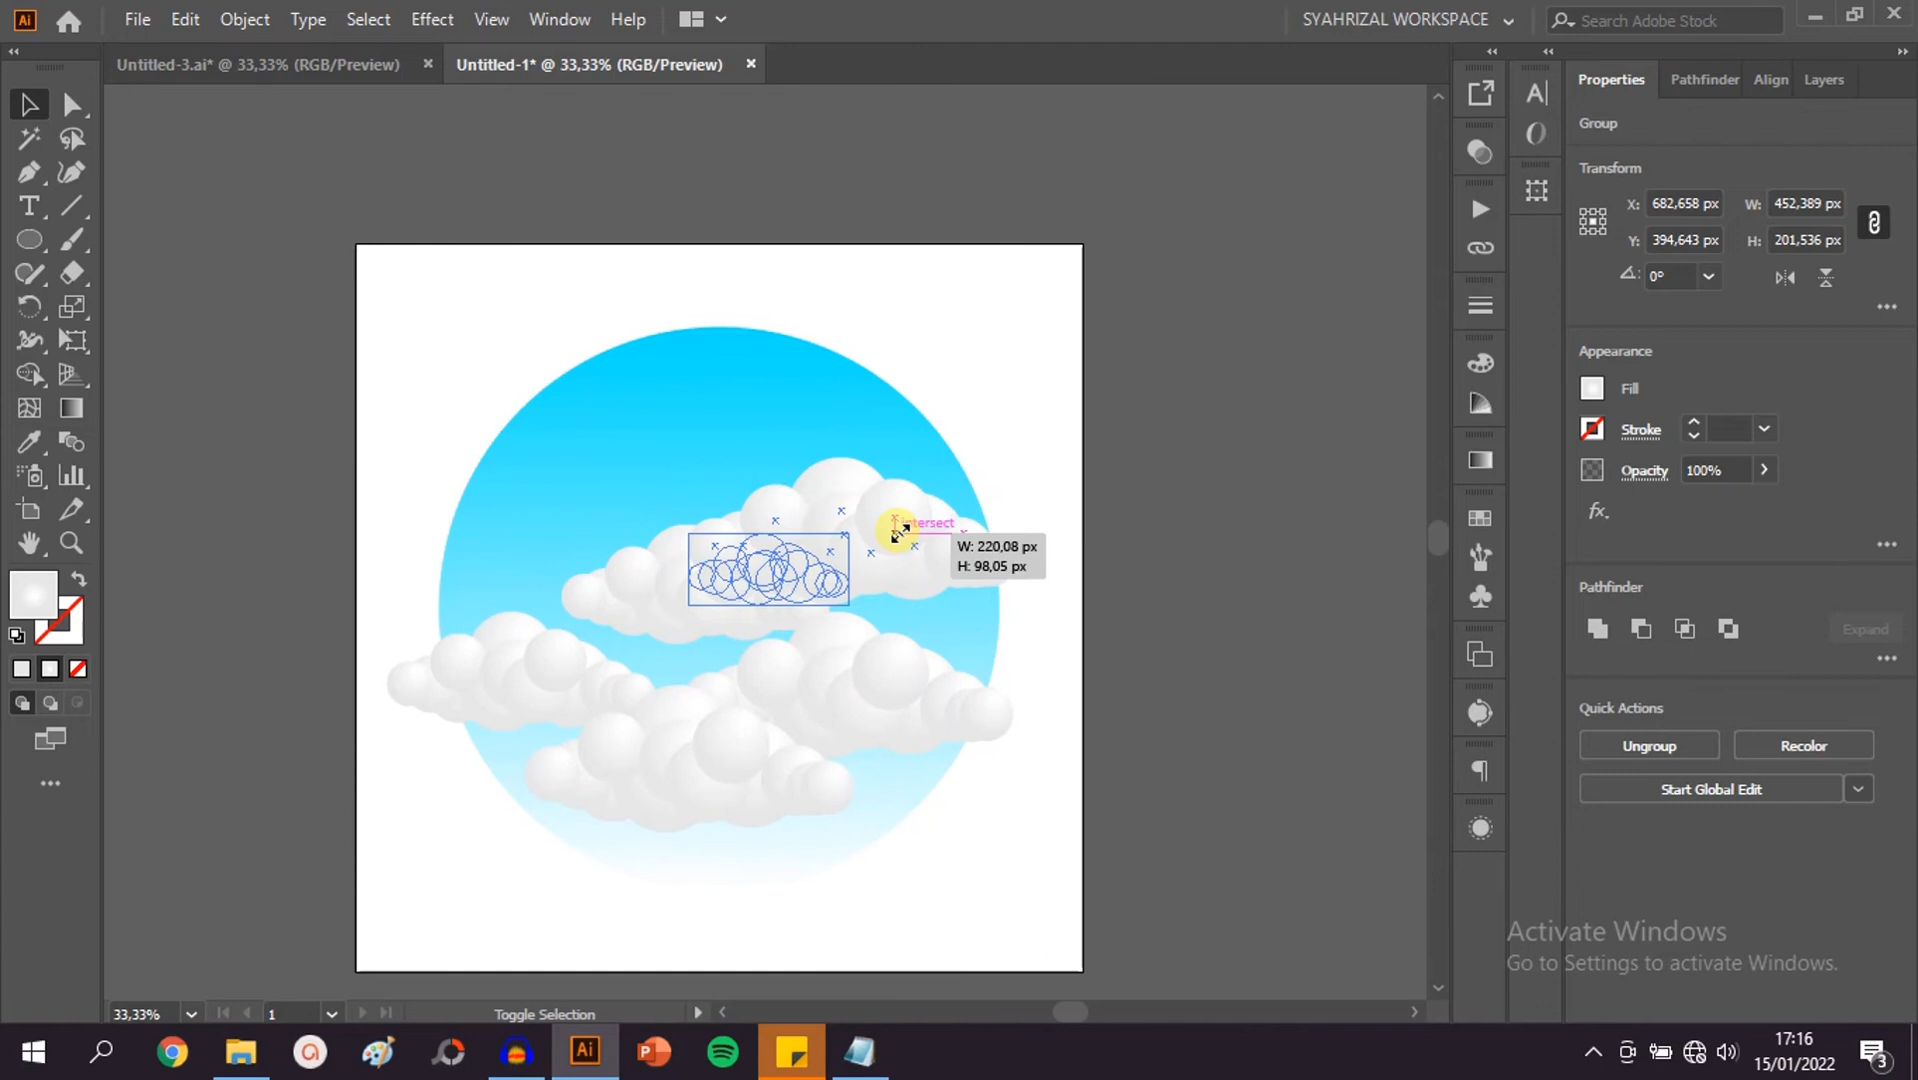 Ai File Edit Object Type Select Effect View Window Help SYAHRIZAL WORKSPACE Search Adobe Stock
Untitled-3.ai* @ 33,33% (RGB/Preview) Untitled-1* @ 33,33% (RGB/Preview)
Properties Pathfinder Align Layers
Group
Transform
X: 682,658 px W: 452,389 px
Y: 394,643 px H: 201,536 px
0°
Appearance
Fill
Stroke
Opacity 100%
fx.
intersect
W: 220,08 px
H: 98,05 px
Pathfinder
Expand
Quick Actions
Ungroup Recolor
Start Global Edit
Activate Windows
Go to Settings to activate Windows.
33,33% 1 Toggle Selection
Ai
17:16
15/01/2022
3